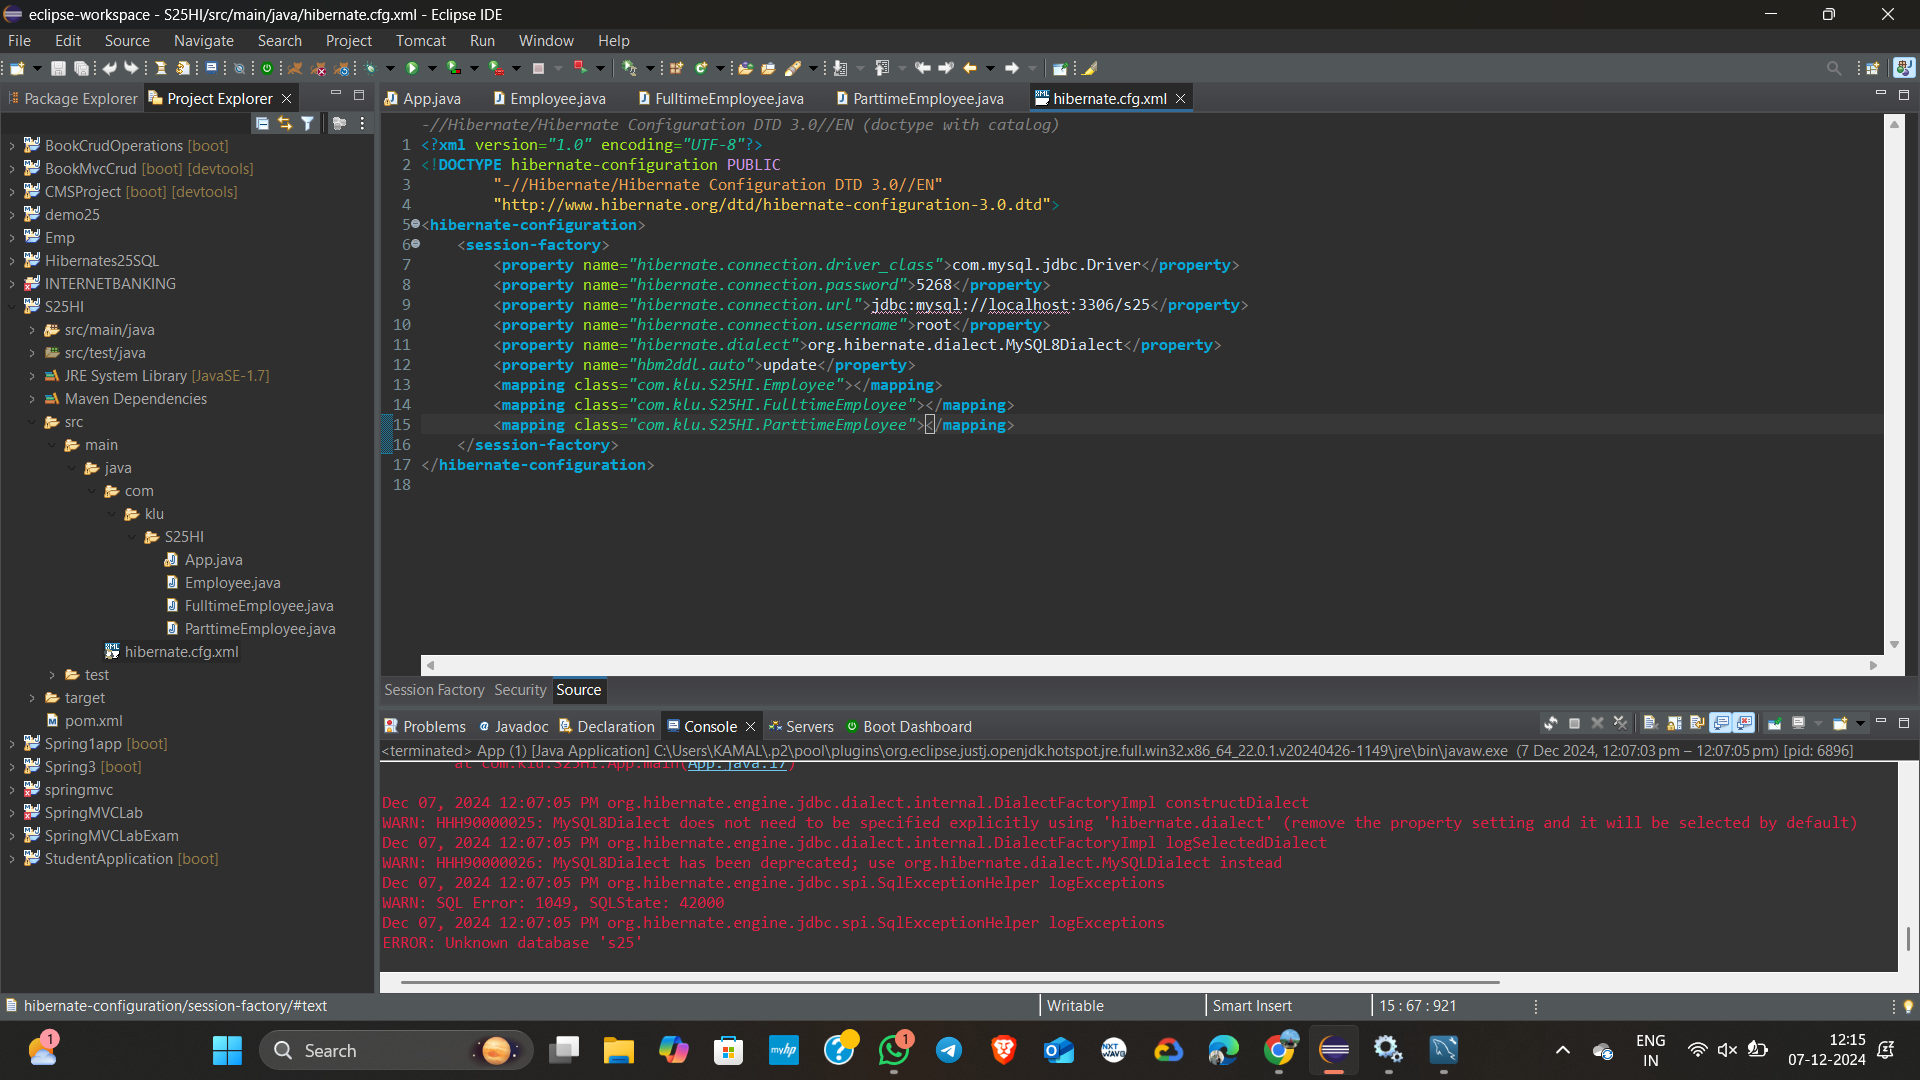 eclipse-workspace - S25HI/src/main/java/hibernate.cfg.xml - Eclipse IDE
File Edit Source Navigate Search Project Tomcat Run Window Help
Package Explorer Project Explorer
App.java Employee.java FulltimeEmployee.java ParttimeEmployee.java hibernate.cfg.xml
BookCrudOperations [boot]
BookMvcCrud [boot] [devtools]
CMSProject [boot] [devtools]
demo25
Emp
Hibernates25SQL
INTERNETBANKING
S25HI
src/main/java
src/test/java
JRE System Library [JavaSE-1.7]
Maven Dependencies
src
main
java
com
klu
S25HI
App.java
Employee.java
FulltimeEmployee.java
ParttimeEmployee.java
hibernate.cfg.xml
test
target
pom.xml
Spring1app [boot]
Spring3 [boot]
springmvc
SpringMVCLab
SpringMVCLabExam
StudentApplication [boot]
-//Hibernate/Hibernate Configuration DTD 3.0//EN (doctype with catalog)
1 <?xml version="1.0" encoding="UTF-8"?>
2 <!DOCTYPE hibernate-configuration PUBLIC
3 "-//Hibernate/Hibernate Configuration DTD 3.0//EN"
4 "http://www.hibernate.org/dtd/hibernate-configuration-3.0.dtd">
5 <hibernate-configuration>
6 <session-factory>
7 <property name="hibernate.connection.driver_class">com.mysql.jdbc.Driver</property>
8 <property name="hibernate.connection.password">5268</property>
9 <property name="hibernate.connection.url">jdbc:mysql://localhost:3306/s25</property>
10 <property name="hibernate.connection.username">root</property>
11 <property name="hibernate.dialect">org.hibernate.dialect.MySQL8Dialect</property>
12 <property name="hbm2ddl.auto">update</property>
13 <mapping class="com.klu.S25HI.Employee"></mapping>
14 <mapping class="com.klu.S25HI.FulltimeEmployee"></mapping>
15 <mapping class="com.klu.S25HI.ParttimeEmployee"></mapping>
16 </session-factory>
17 </hibernate-configuration>
18
Session Factory Security Source
Problems Javadoc Declaration Console Servers Boot Dashboard
<terminated> App (1) [Java Application] C:\Users\KAMAL\.p2\pool\plugins\org.eclipse.justj.openjdk.hotspot.jre.full.win32.x86_64_22.0.1.v20240426-1149\jre\bin\javaw.exe (7 Dec 2024, 12:07:03 pm – 12:07:05 pm) [pid: 6896]
at com.klu.S25HI.App.main(App.java:17)
Dec 07, 2024 12:07:05 PM org.hibernate.engine.jdbc.dialect.internal.DialectFactoryImpl constructDialect
WARN: HHH90000025: MySQL8Dialect does not need to be specified explicitly using 'hibernate.dialect' (remove the property setting and it will be selected by default)
Dec 07, 2024 12:07:05 PM org.hibernate.engine.jdbc.dialect.internal.DialectFactoryImpl logSelectedDialect
WARN: HHH90000026: MySQL8Dialect has been deprecated; use org.hibernate.dialect.MySQLDialect instead
Dec 07, 2024 12:07:05 PM org.hibernate.engine.jdbc.spi.SqlExceptionHelper logExceptions
WARN: SQL Error: 1049, SQLState: 42000
Dec 07, 2024 12:07:05 PM org.hibernate.engine.jdbc.spi.SqlExceptionHelper logExceptions
ERROR: Unknown database 's25'
hibernate-configuration/session-factory/#text
Writable
Smart Insert
15 : 67 : 921
1
Search
myhp
1
NXT WAVE
ENG
IN
12:15
07-12-2024